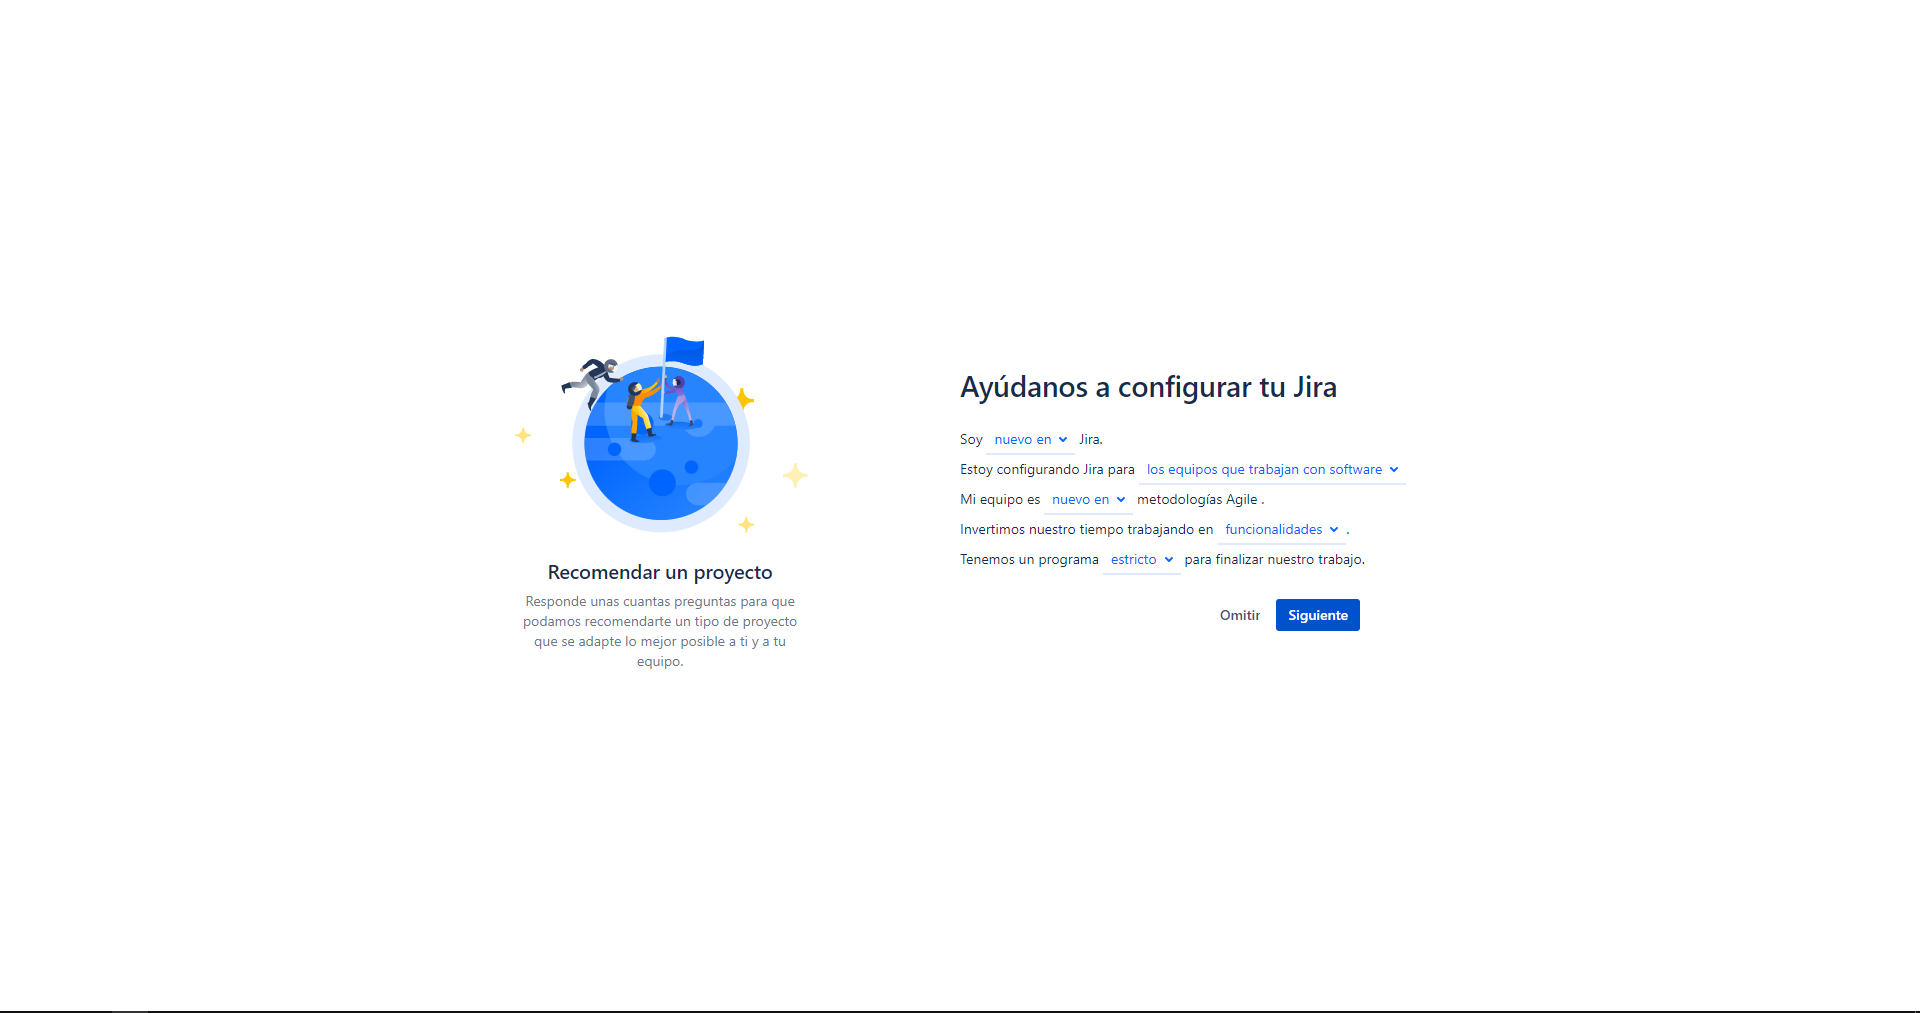 Recomendar un proyecto
Responde unas cuantas preguntas para que
podamos recomendarte un tipo de proyecto
que se adapte lo mejor posible a ti y a tu
equipo.
Ayúdanos a configurar tu Jira
Soy nuevo en Jira.
Estoy configurando Jira para los equipos que trabajan con software
Mi equipo es nuevo en metodologías Agile .
Invertimos nuestro tiempo trabajando en funcionalidades .
Tenemos un programa estricto para finalizar nuestro trabajo.
Omitir Siguiente